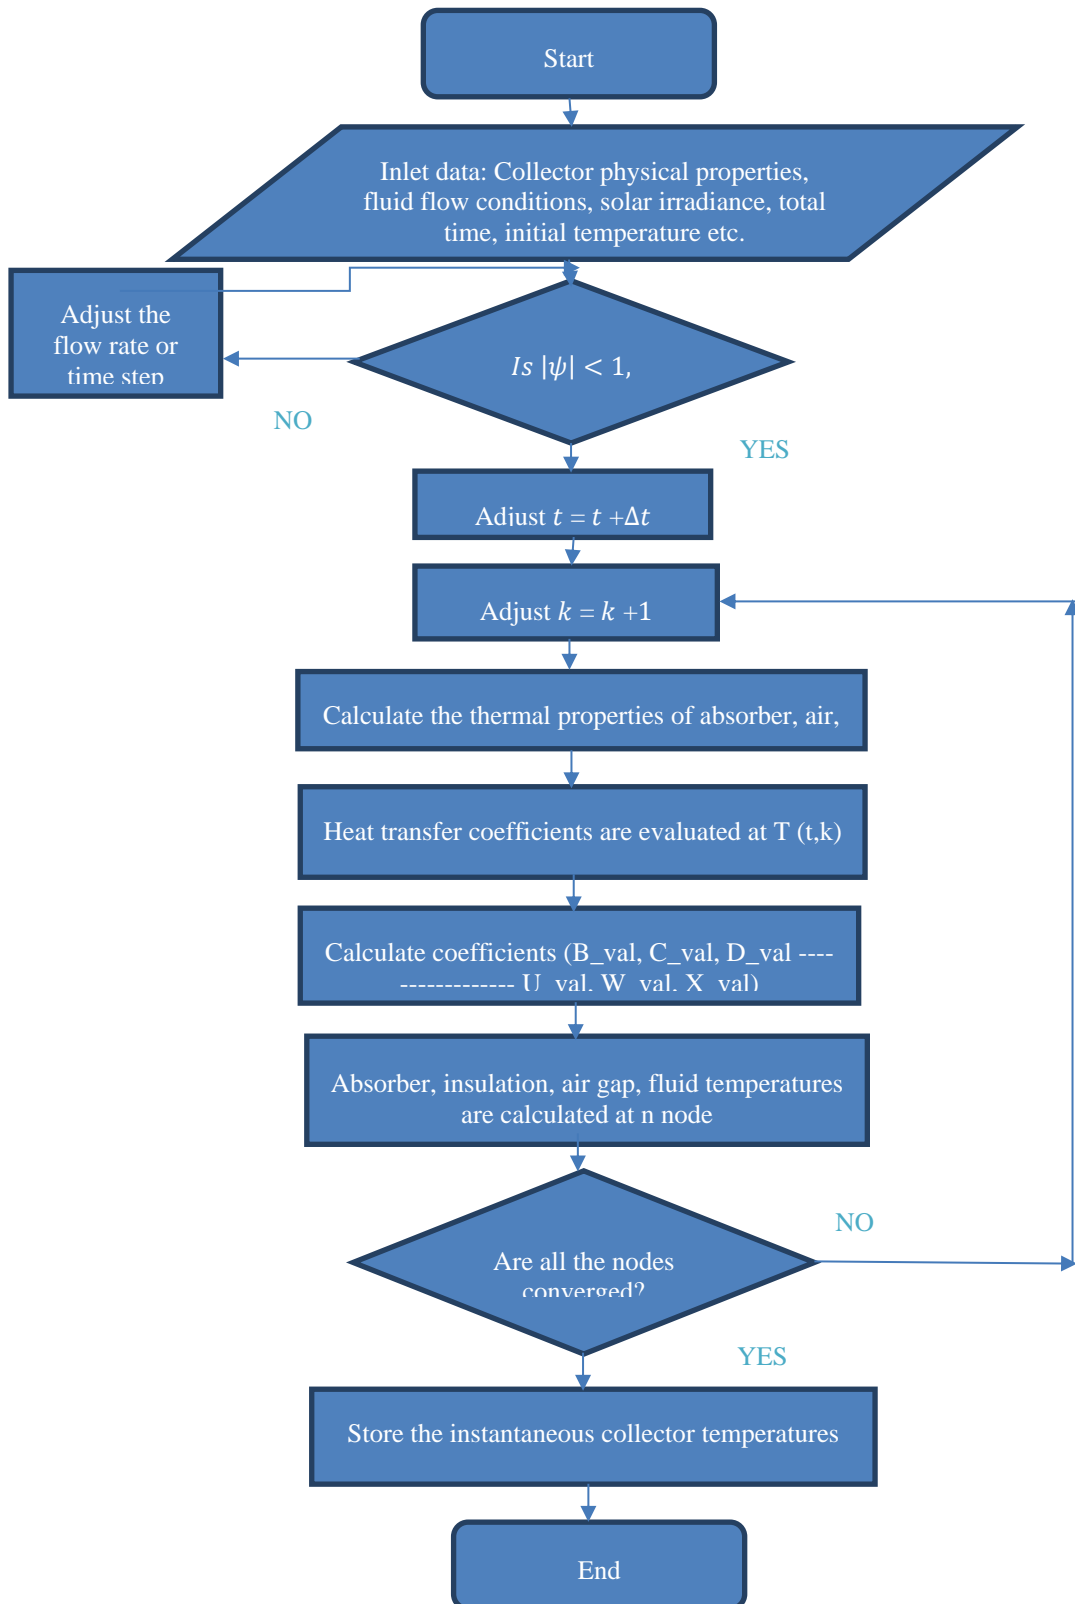 Start
Inlet data: Collector physical properties,
fluid flow conditions, solar irradiance, total
time, initial temperature etc.
Adjust the
flow rate or
time step
Is |ψ| < 1,
NO
YES
Adjust t = t +Δt
Adjust k = k +1
Calculate the thermal properties of absorber, air,
Heat transfer coefficients are evaluated at T (t,k)
Calculate coefficients (B_val, C_val, D_val ----
-------------- U_val, W_val, X_val)
Absorber, insulation, air gap, fluid temperatures
are calculated at n node
NO
Are all the nodes
converged?
YES
Store the instantaneous collector temperatures
End